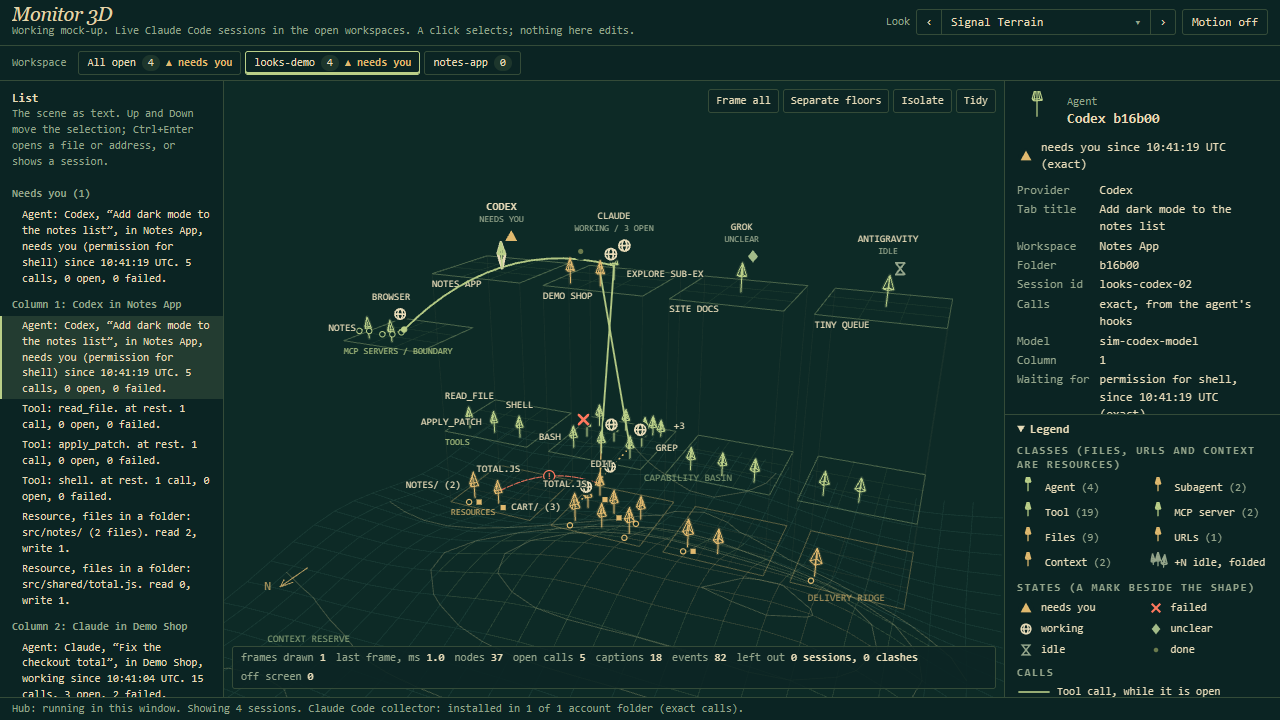 Monitor 3D
Working mock-up. Live Claude Code sessions in the open workspaces. A click selects; nothing here edits.
Look
‹
Signal Terrain
›
Motion off
Workspace
All open 4 ▲ needs you
looks-demo 4 ▲ needs you
notes-app 0
List
The scene as text. Up and Down
move the selection; Ctrl+Enter
opens a file or address, or
shows a session.
Needs you (1)
Agent: Codex, “Add dark mode to
the notes list”, in Notes App,
needs you (permission for
shell) since 10:41:19 UTC. 5
calls, 0 open, 0 failed.
Column 1: Codex in Notes App
Agent: Codex, “Add dark mode to
the notes list”, in Notes App,
needs you (permission for
shell) since 10:41:19 UTC. 5
calls, 0 open, 0 failed.
Tool: read_file. at rest. 1
call, 0 open, 0 failed.
Tool: apply_patch. at rest. 1
call, 0 open, 0 failed.
Tool: shell. at rest. 1 call, 0
open, 0 failed.
Resource, files in a folder:
src/notes/ (2 files). read 2,
write 1.
Resource, files in a folder:
src/shared/total.js. read 0,
write 1.
Column 2: Claude in Demo Shop
Agent: Claude, “Fix the
checkout total”, in Demo Shop,
working since 10:41:04 UTC. 15
calls, 3 open, 2 failed.
Frame all
Separate floors
Isolate
Tidy
CODEX
NEEDS YOU
CLAUDE
WORKING / 3 OPEN
GROK
UNCLEAR
ANTIGRAVITY
IDLE
NOTES APP
EXPLORE SUB-EX
DEMO SHOP
SITE DOCS
TINY QUEUE
BROWSER
NOTES
MCP SERVERS / BOUNDARY
READ_FILE
SHELL
APPLY_PATCH
TOOLS
BASH
+3
GREP
EDIT
CAPABILITY BASIN
TOTAL.JS
NOTES/ (2)
TOTAL.JS
CART/ (3)
RESOURCES
N
DELIVERY RIDGE
CONTEXT RESERVE
frames drawn 1 last frame, ms 1.0 nodes 37 open calls 5 captions 18 events 82 left out 0 sessions, 0 clashes
off screen 0
Agent
Codex b16b00
needs you since 10:41:19 UTC
(exact)
Provider Codex
Tab title Add dark mode to the
notes list
Workspace Notes App
Folder b16b00
Session id looks-codex-02
Calls exact, from the agent's
hooks
Model sim-codex-model
Column 1
Waiting for permission for shell,
since 10:41:19 UTC
(exact)
▼ Legend
CLASSES (FILES, URLS AND CONTEXT
ARE RESOURCES)
Agent (4)
Subagent (2)
Tool (19)
MCP server (2)
Files (9)
URLs (1)
Context (2)
+N idle, folded
STATES (A MARK BESIDE THE SHAPE)
needs you
failed
working
unclear
idle
done
CALLS
Tool call, while it is open
Hub: running in this window. Showing 4 sessions. Claude Code collector: installed in 1 of 1 account folder (exact calls).